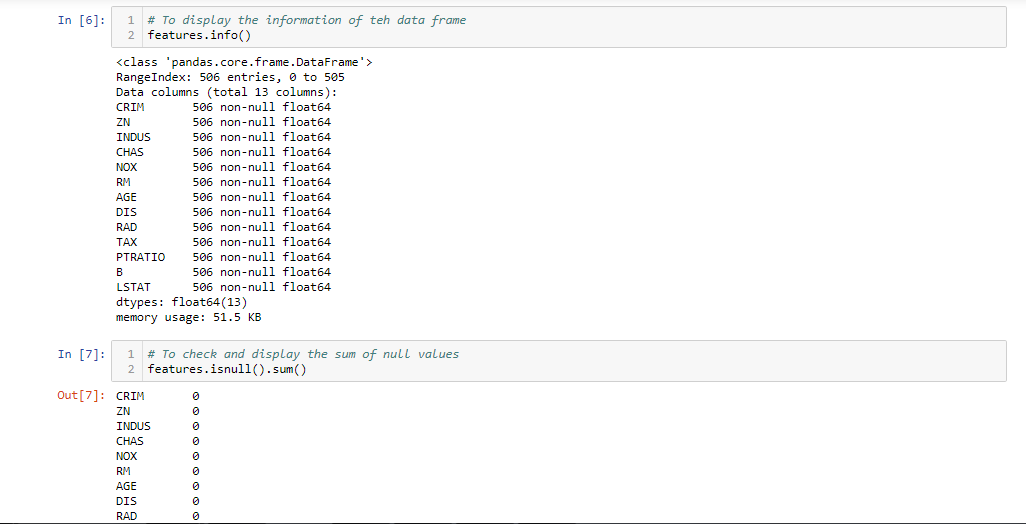 In [6]:
1 # To display the information of teh data frame
2 features.info()
<class 'pandas.core.frame.DataFrame'>
RangeIndex: 506 entries, 0 to 505
Data columns (total 13 columns):
CRIM 506 non-null float64
ZN 506 non-null float64
INDUS 506 non-null float64
CHAS 506 non-null float64
NOX 506 non-null float64
RM 506 non-null float64
AGE 506 non-null float64
DIS 506 non-null float64
RAD 506 non-null float64
TAX 506 non-null float64
PTRATIO 506 non-null float64
B 506 non-null float64
LSTAT 506 non-null float64
dtypes: float64(13)
memory usage: 51.5 KB
In [7]:
1 # To check and display the sum of null values
2 features.isnull().sum()
Out[7]: CRIM 0
ZN 0
INDUS 0
CHAS 0
NOX 0
RM 0
AGE 0
DIS 0
RAD 0